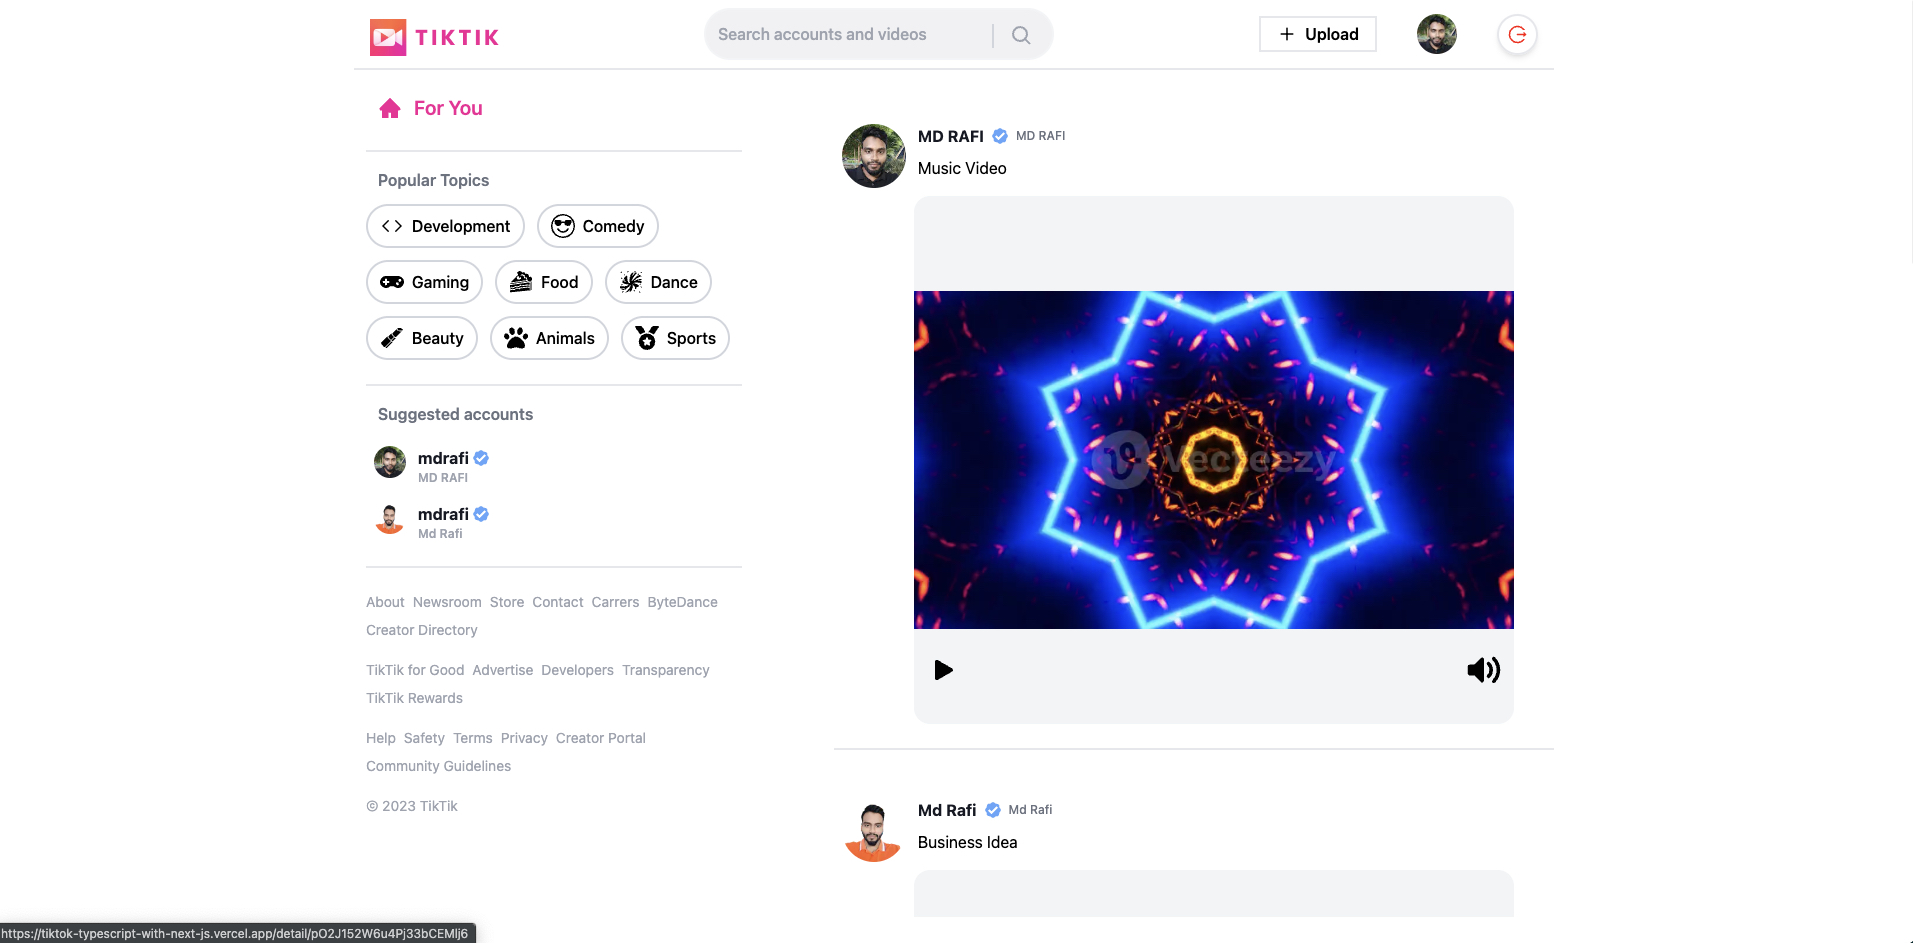 TIKTIK
Search accounts and videos
Upload
For You
Popular Topics
Development Comedy
Gaming Food Dance
Beauty Animals Sports
Suggested accounts
mdrafi
MD RAFI
mdrafi
Md Rafi
About Newsroom Store Contact Carrers ByteDance
Creator Directory
TikTik for Good Advertise Developers Transparency
TikTik Rewards
Help Safety Terms Privacy Creator Portal
Community Guidelines
© 2023 TikTik
MD RAFI MD RAFI
Music Video
Vecteezy
Md Rafi Md Rafi
Business Idea
https://tiktok-typescript-with-next-js.vercel.app/detail/pO2J152W6u4Pj33bCEMlj6